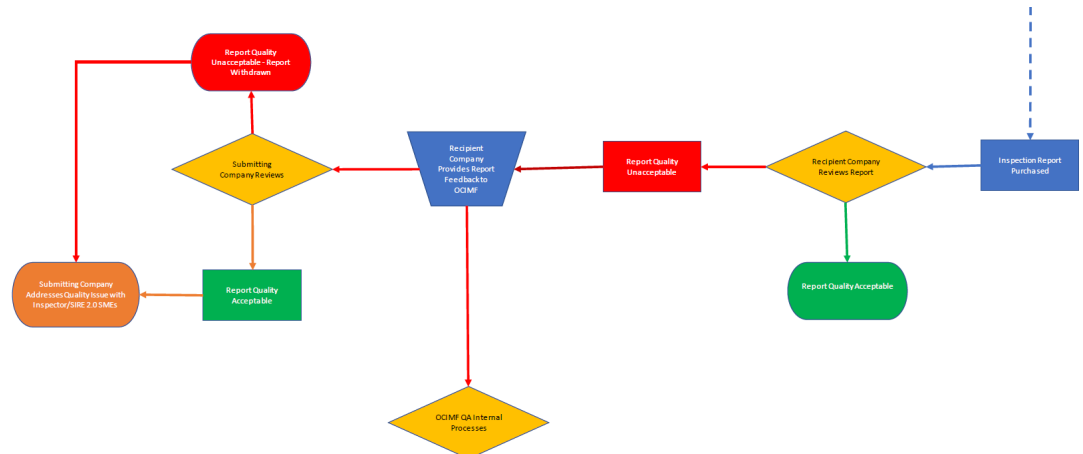 Report Quality
Unacceptable - Report
Withdrawn
Submitting
Company Reviews
Recipient
Company
Provides Report
Feedback to
OCIMF
Report Quality
Unacceptable
Recipient Company
Reviews Report
Inspection Report
Purchased
Submitting Company
Addresses Quality Issue with
Inspector/SIRE 2.0 SMEs
Report Quality
Acceptable
Report Quality Acceptable
OCIMF QA Internal
Processes